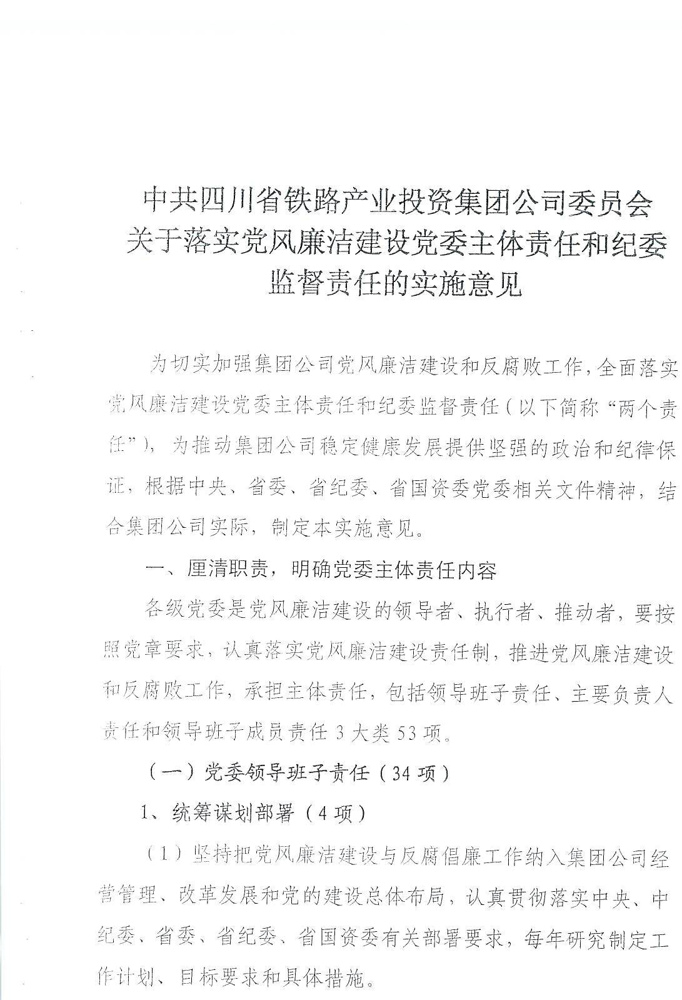 中共四川省铁路产业投资集团公司委员会
关于落实党风廉洁建设党委主体责任和纪委
监督责任的实施意见
为切实加强集团公司党风廉洁建设和反腐败工作，全面落实
党风廉洁建设党委主体责任和纪委监督责任（以下简称“两个责
任”），为推动集团公司稳定健康发展提供坚强的政治和纪律保
证，根据中央、省委、省纪委、省国资委党委相关文件精神，结
合集团公司实际，制定本实施意见。
一、厘清职责，明确党委主体责任内容
各级党委是党风廉洁建设的领导者、执行者、推动者，要按
照党章要求，认真落实党风廉洁建设责任制，推进党风廉洁建设
和反腐败工作，承担主体责任，包括领导班子责任、主要负责人
责任和领导班子成员责任3大类53项。
（一）党委领导班子责任（34项）
1、统筹谋划部署（4项）
（1）坚持把党风廉洁建设与反腐倡廉工作纳入集团公司经
营管理、改革发展和党的建设总体布局，认真贯彻落实中央、中
纪委、省委、省纪委、省国资委有关部署要求，每年研究制定工
作计划、目标要求和具体措施。